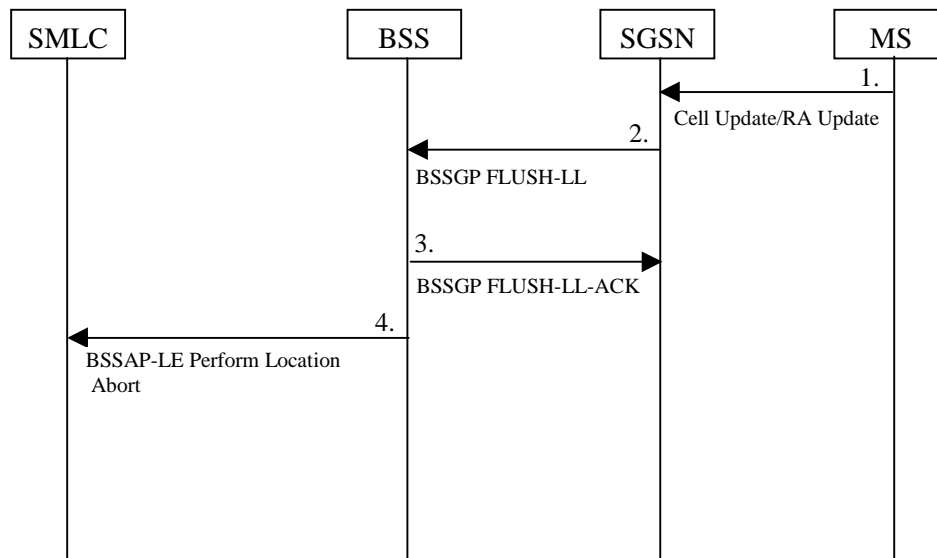 SMLC BSS SGSN MS
1.
Cell Update/RA Update
2.
BSSGP FLUSH-LL
3.
BSSGP FLUSH-LL-ACK
4.
BSSAP-LE Perform Location
Abort